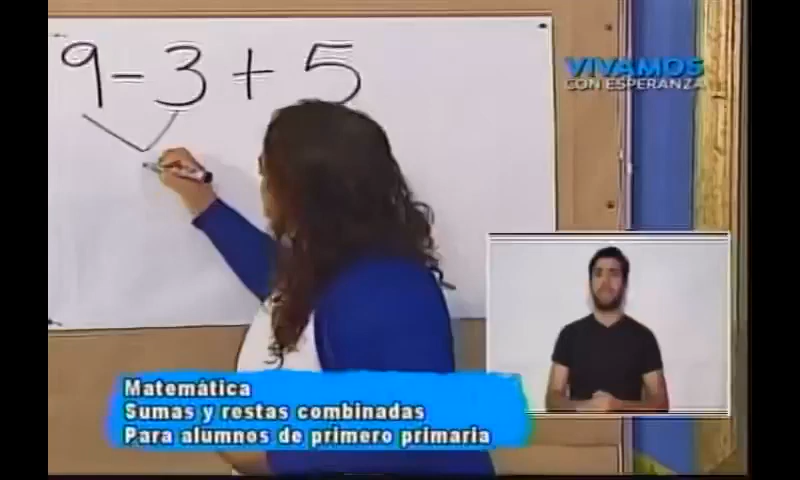 9 - 3 + 5
VIVAMOS
CON ESPERANZA
Matemática
Sumas y restas combinadas
Para alumnos de primero primaria